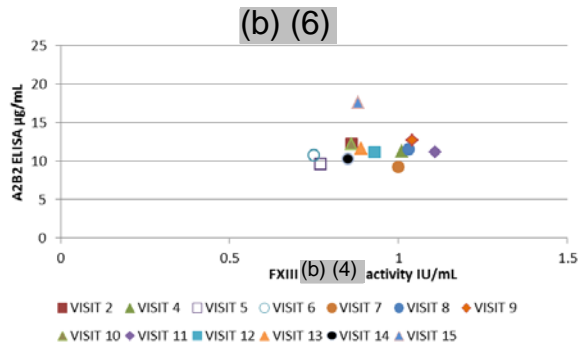 (b) (6)
25
20
15
10
5
0
A2B2 ELISA µg/mL
0 0.5 1 1.5
FXIII (b) (4) activity IU/mL
VISIT 2 VISIT 4 VISIT 5 VISIT 6 VISIT 7 VISIT 8 VISIT 9
VISIT 10 VISIT 11 VISIT 12 VISIT 13 VISIT 14 VISIT 15